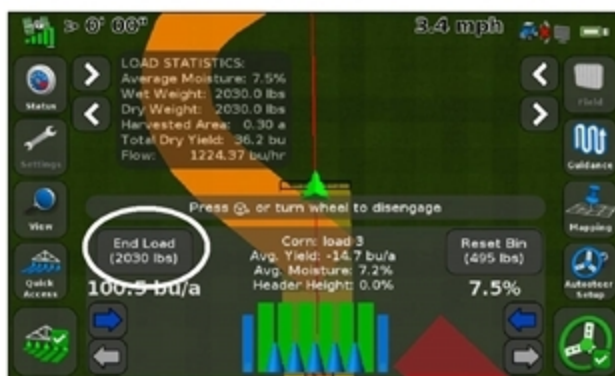 > 0' 00"
3.4 mph
LOAD STATISTICS:
Average Moisture: 7.5%
Wet Weight: 2030.0 lbs
Dry Weight: 2030.0 lbs
Harvested Area: 0.30 a
Total Dry Yield: 36.2 bu
Flow: 1224.37 bu/hr
Status
Field
Settings
Guidance
Press or turn wheel to disengage
View
Mapping
End Load
(2030 lbs)
Corn: load 3
Avg. Yield: -14.7 bu/a
Avg. Moisture: 7.2%
Header Height: 0.0%
Reset Bin
(495 lbs)
Quick
Access
100.5 bu/a
7.5%
Autosteer
Setup